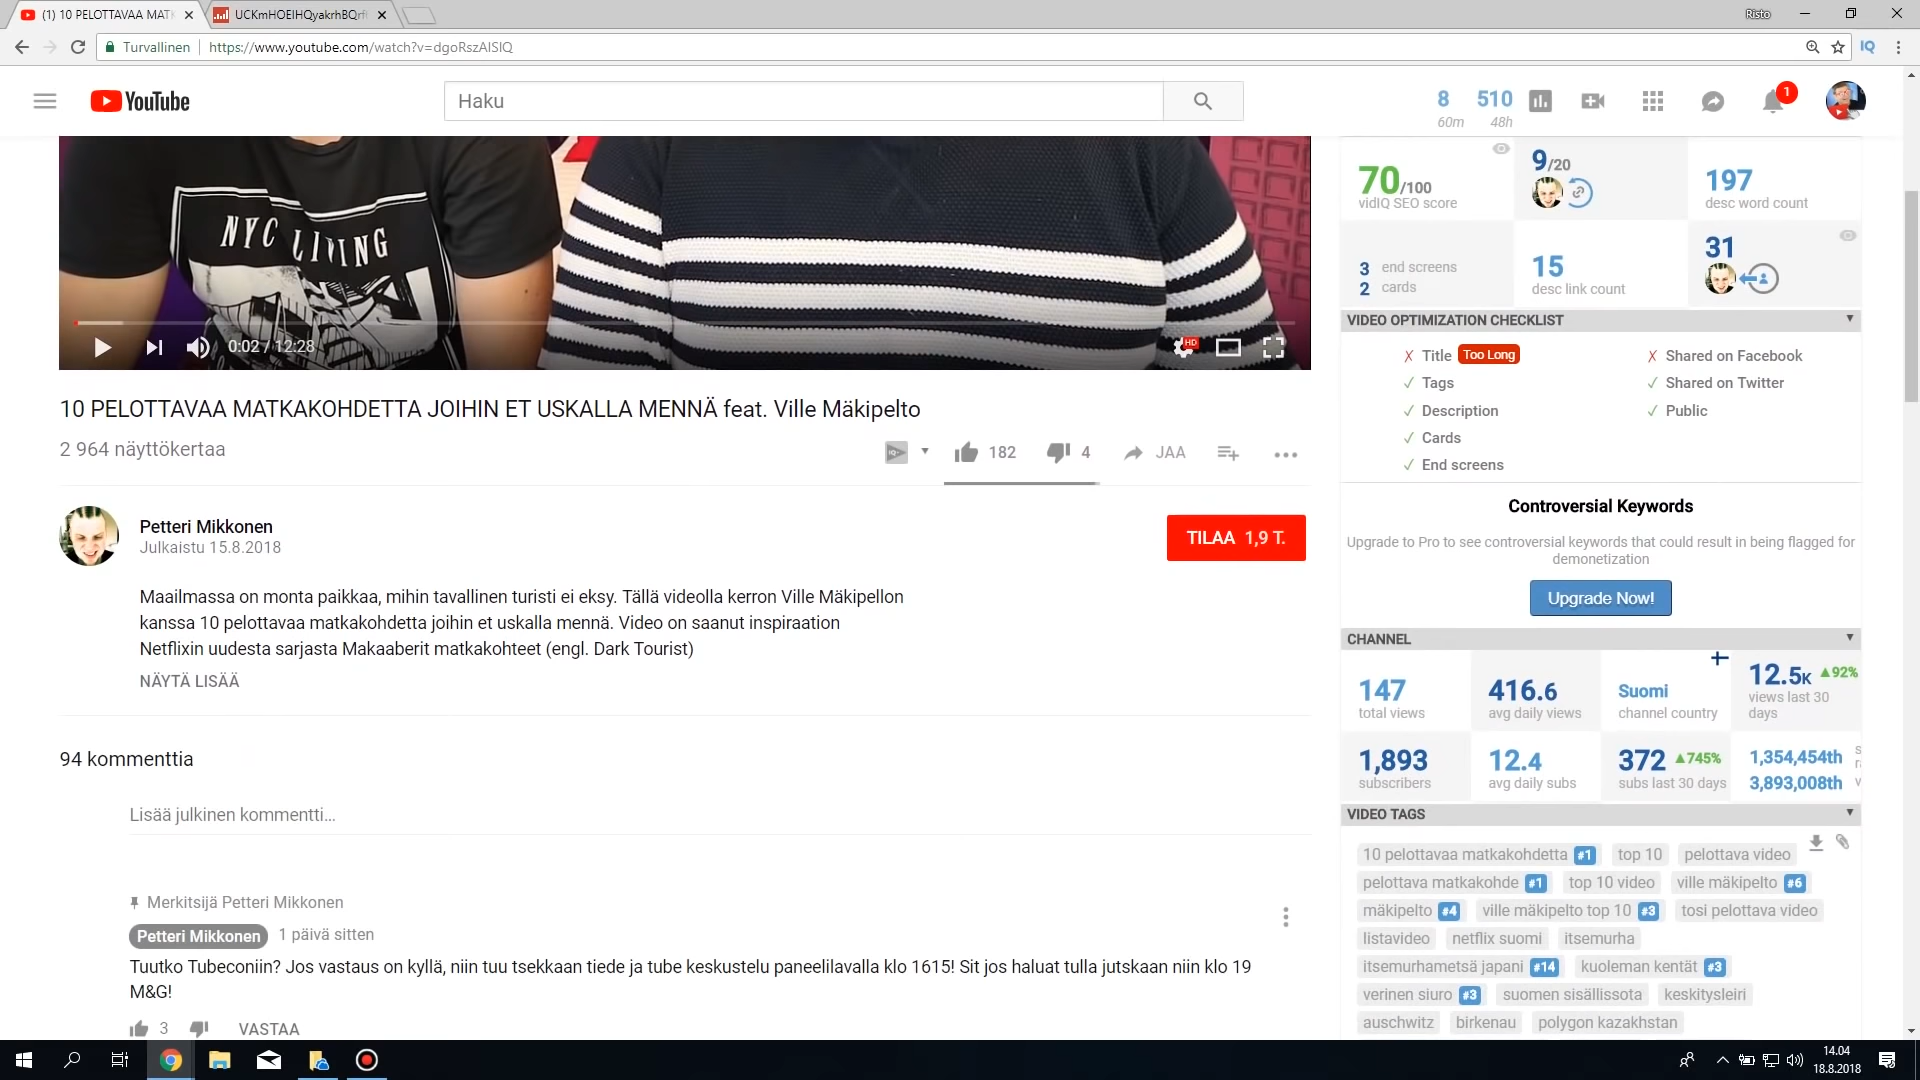 (1) 10 PELOTTAVAA MAT
UCKmHOEIHQyakrhBQrf
Risto
Turvallinen
https://www.youtube.com/watch?v=dgoRszAISIQ
IQ
YouTube
Haku
8
60m
510
48h
1
NYC LIVING
0:02 / 12:28
HD
70/100
vidIQ SEO score
9/20
197
desc word count
3 end screens
2 cards
15
desc link count
31
VIDEO OPTIMIZATION CHECKLIST
✗ Title Too Long
✓ Tags
✓ Description
✓ Cards
✓ End screens
✗ Shared on Facebook
✓ Shared on Twitter
✓ Public
Controversial Keywords
Upgrade to Pro to see controversial keywords that could result in being flagged for
demonetization
Upgrade Now!
10 PELOTTAVAA MATKAKOHDETTA JOIHIN ET USKALLA MENNÄ feat. Ville Mäkipelto
2 964 näyttökertaa
182
4
JAA
Petteri Mikkonen
Julkaistu 15.8.2018
TILAA 1,9 T.
Maailmassa on monta paikkaa, mihin tavallinen turisti ei eksy. Tällä videolla kerron Ville Mäkipellon
kanssa 10 pelottavaa matkakohdetta joihin et uskalla mennä. Video on saanut inspiraation
Netflixin uudesta sarjasta Makaaberit matkakohteet (engl. Dark Tourist)
NÄYTÄ LISÄÄ
94 kommenttia
Lisää julkinen kommentti...
Merkitsijä Petteri Mikkonen
Petteri Mikkonen 1 päivä sitten
Tuutko Tubeconiin? Jos vastaus on kyllä, niin tuu tsekkaan tiede ja tube keskustelu paneelilavalla klo 1615! Sit jos haluat tulla jutskaan niin klo 19
M&G!
3
VASTAA
CHANNEL
147
total views
416.6
avg daily views
Suomi
channel country
12.5K ▲92%
views last 30
days
1,893
subscribers
12.4
avg daily subs
372 ▲745%
subs last 30 days
1,354,454th
3,893,008th
VIDEO TAGS
10 pelottavaa matkakohdetta #1 top 10 pelottava video
pelottava matkakohde #1 top 10 video ville mäkipelto #6
mäkipelto #4 ville mäkipelto top 10 #3 tosi pelottava video
listavideo netflix suomi itsemurha
itsemurhametsä japani #14 kuoleman kentät #3
verinen siuro #3 suomen sisällissota keskitysleiri
auschwitz birkenau polygon kazakhstan
14.04
18.8.2018